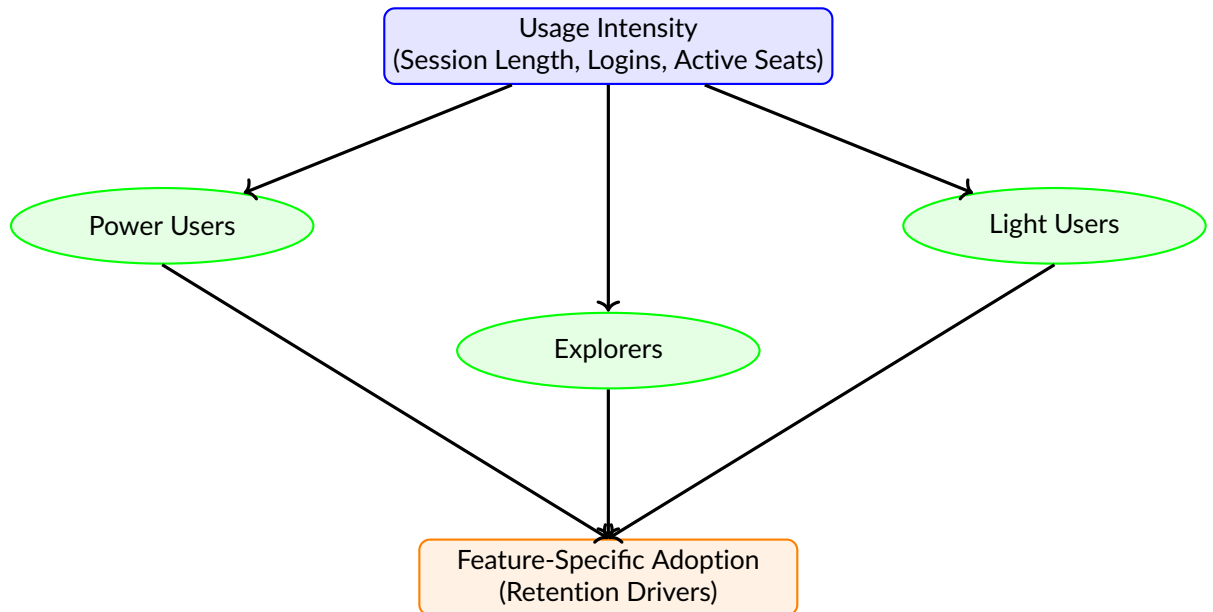 Usage Intensity
(Session Length, Logins, Active Seats)
Power Users
Light Users
Explorers
Feature-Specific Adoption
(Retention Drivers)